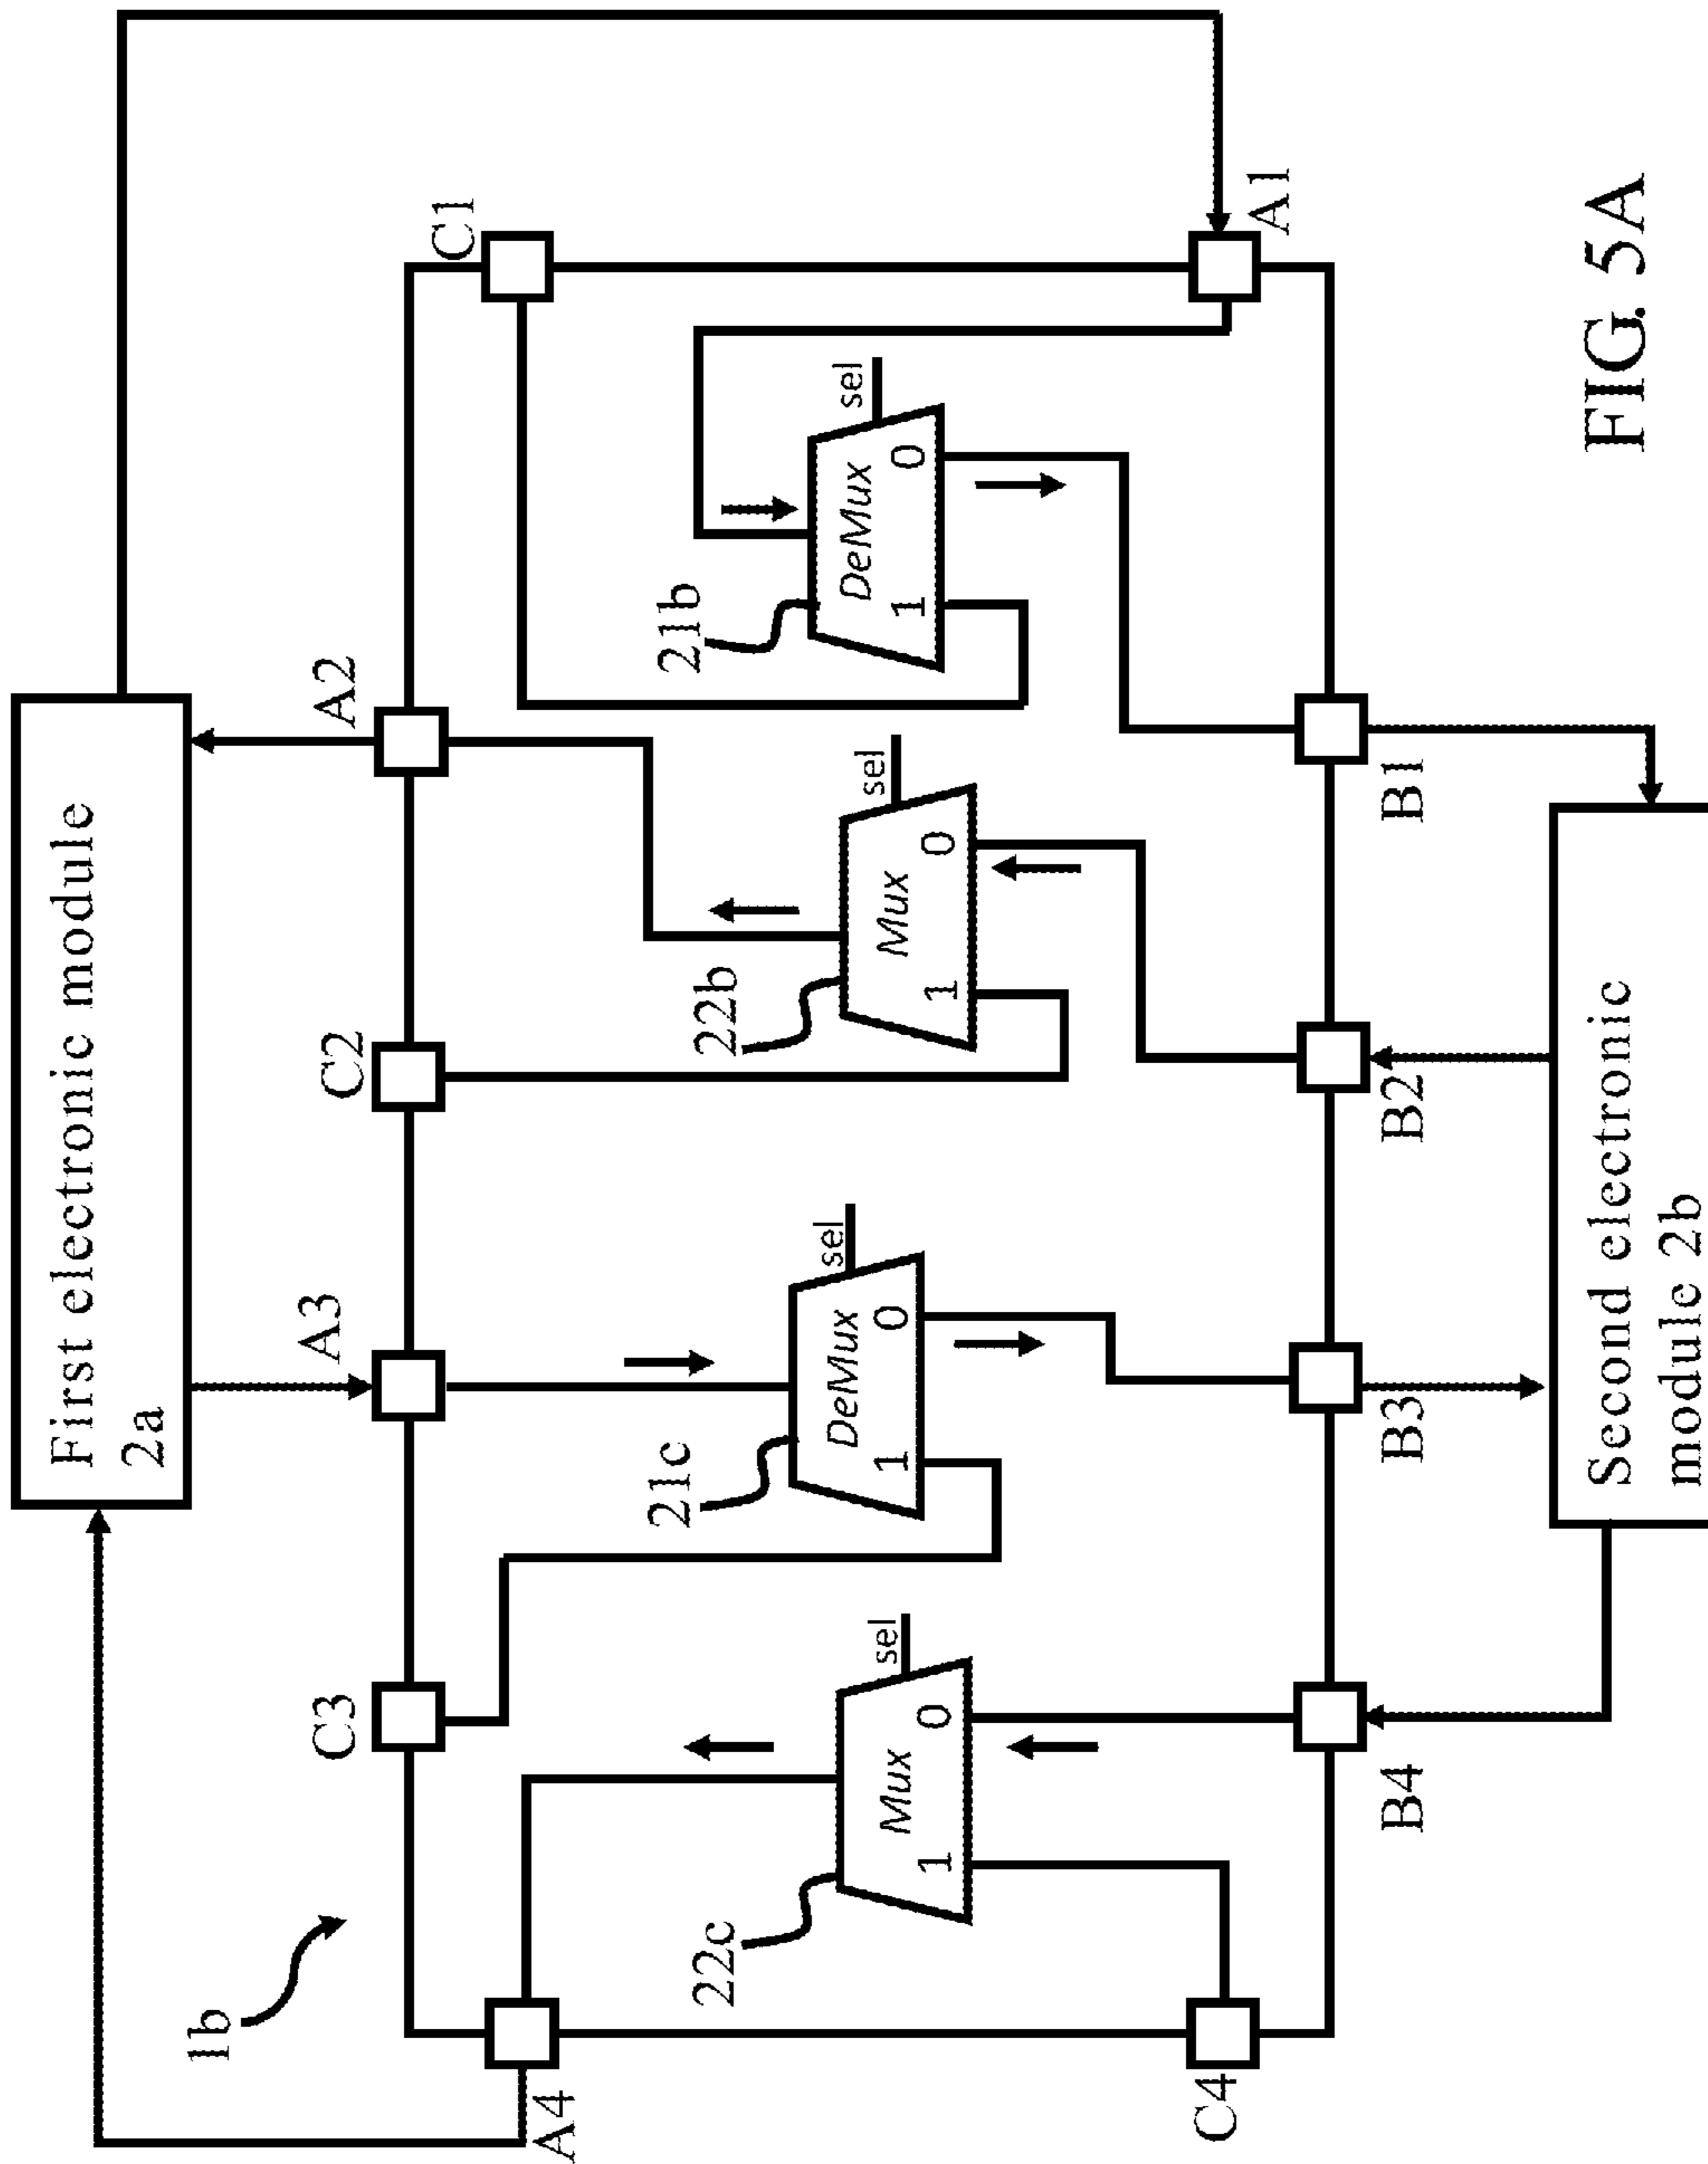 First electronic module
2a
1b
A4
C3
A3
C2
A2
C1
22c
Mux
1
0
sel
21c
DeMux
1
0
sel
22b
Mux
1
0
sel
21b
DeMux
1
0
sel
C4
B4
B3
B2
B1
A1
Second electronic
module 2b
FIG. 5A